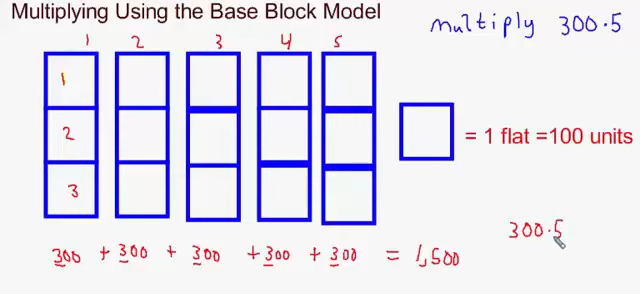 Multiplying Using the Base Block Model
multiply 300·5
1 2 3 4 5
1
2
3
= 1 flat =100 units
300·5
300 + 300 + 300 + 300 + 300 = 1,500